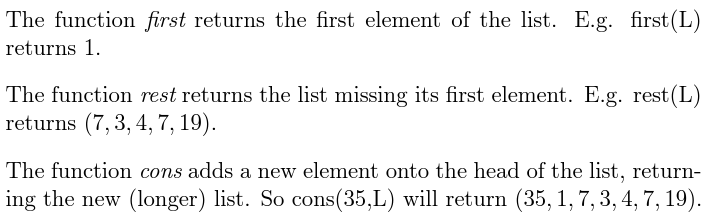 The function first returns the first element of the list. E.g. first(L)
returns 1.
The function rest returns the list missing its first element. E.g. rest(L)
returns (7, 3, 4, 7, 19).
The function cons adds a new element onto the head of the list, return-
ing the new (longer) list. So cons(35,L) will return (35, 1, 7, 3, 4, 7, 19).